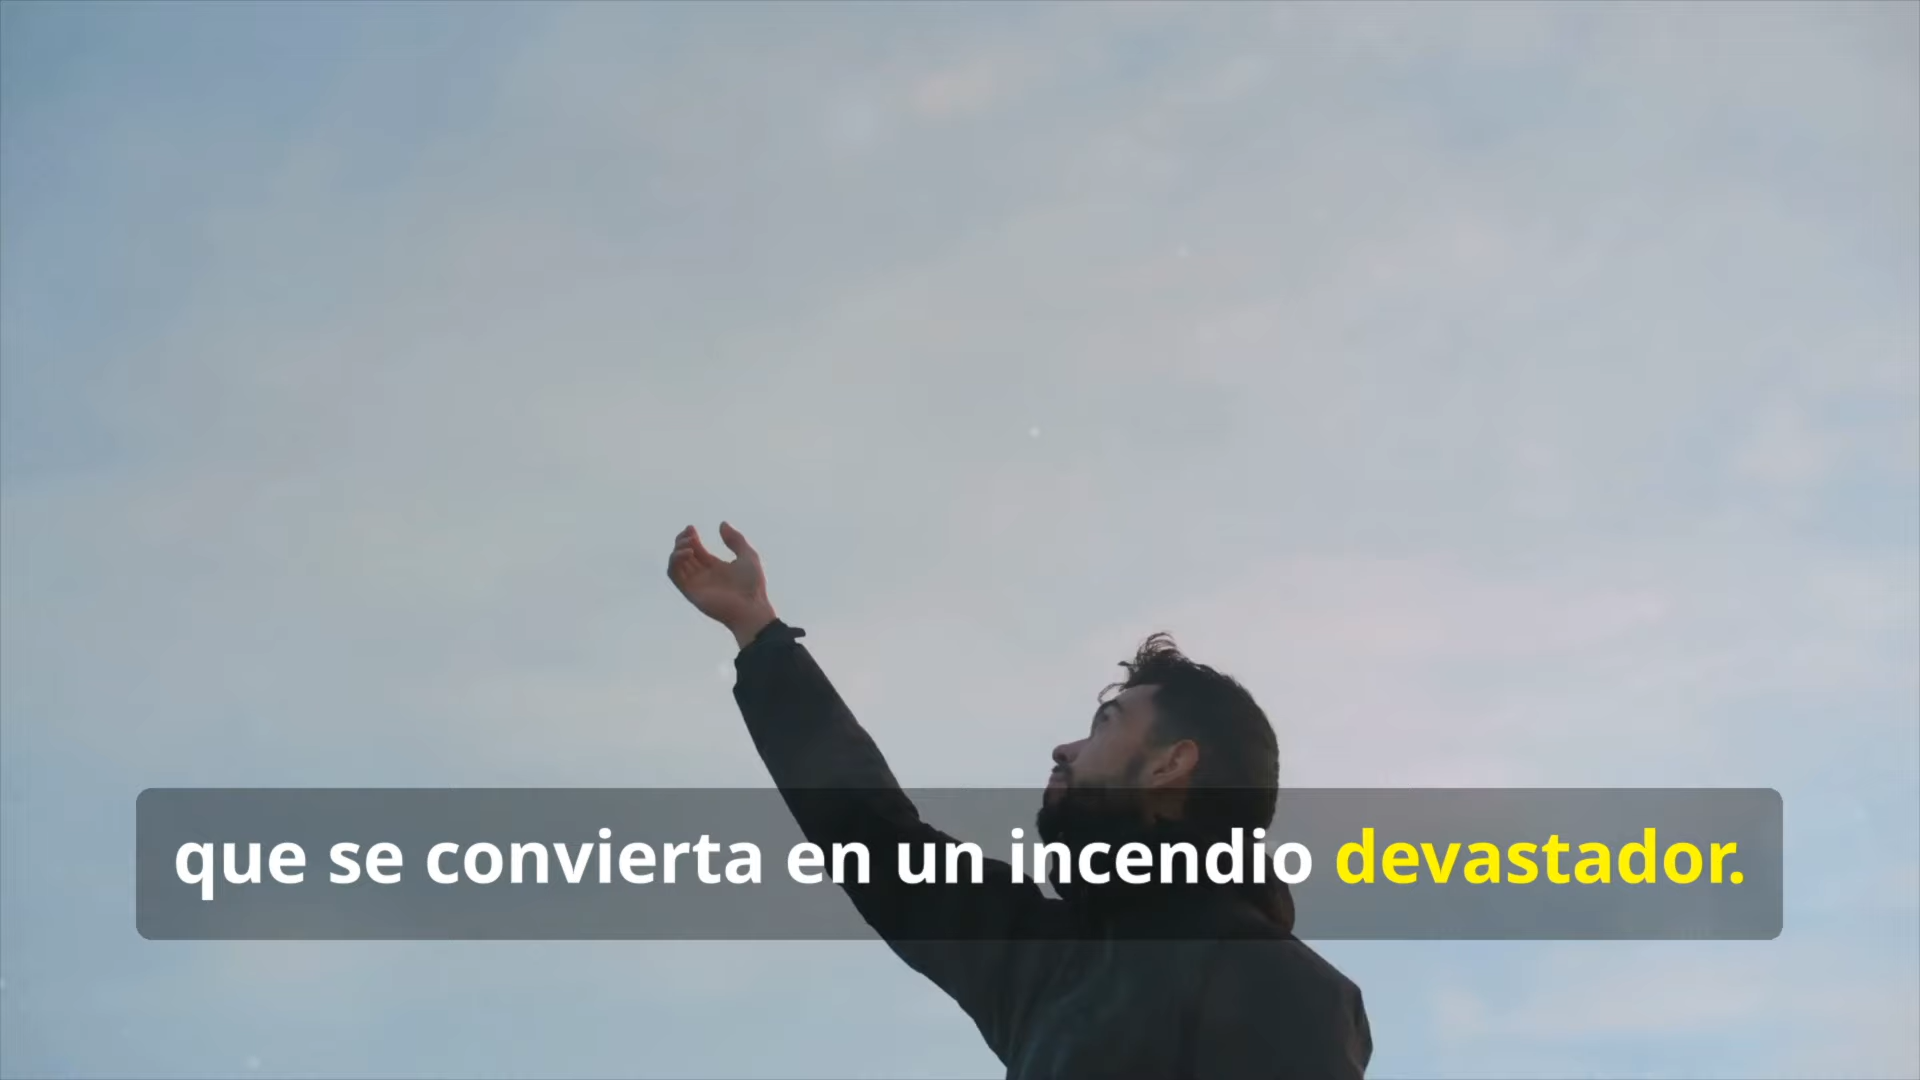 que se convierta en un incendio devastador.